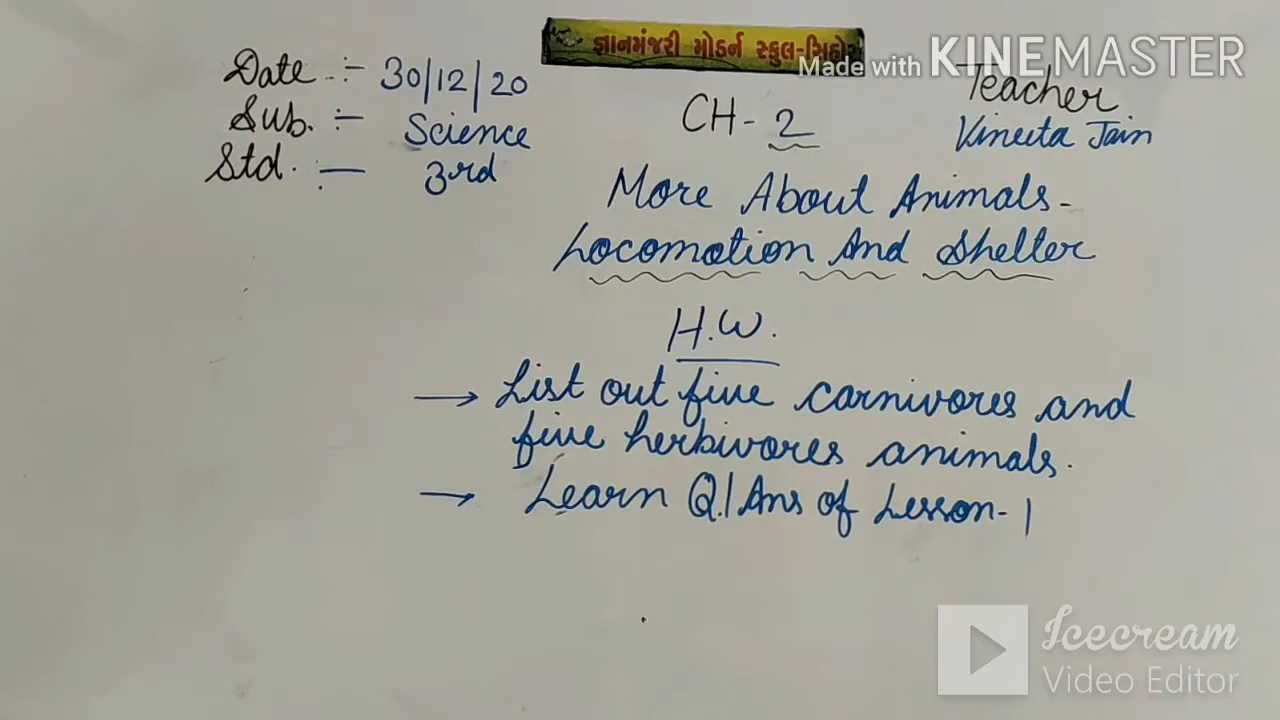 જ્ઞાનમંજરી મોડર્ન સ્કુલ-સિહોર
Made with KINEMASTER
Date :- 30/12/20
Sub. :- Science
Std. :- 3rd
CH- 2
Teacher
Vineeta Jain
More About Animals-
Locomotion And Shelter
H.W.
→ List out five carnivores and
five herbivores animals.
→ Learn Q./Ans of Lesson-1
Icecream
Video Editor